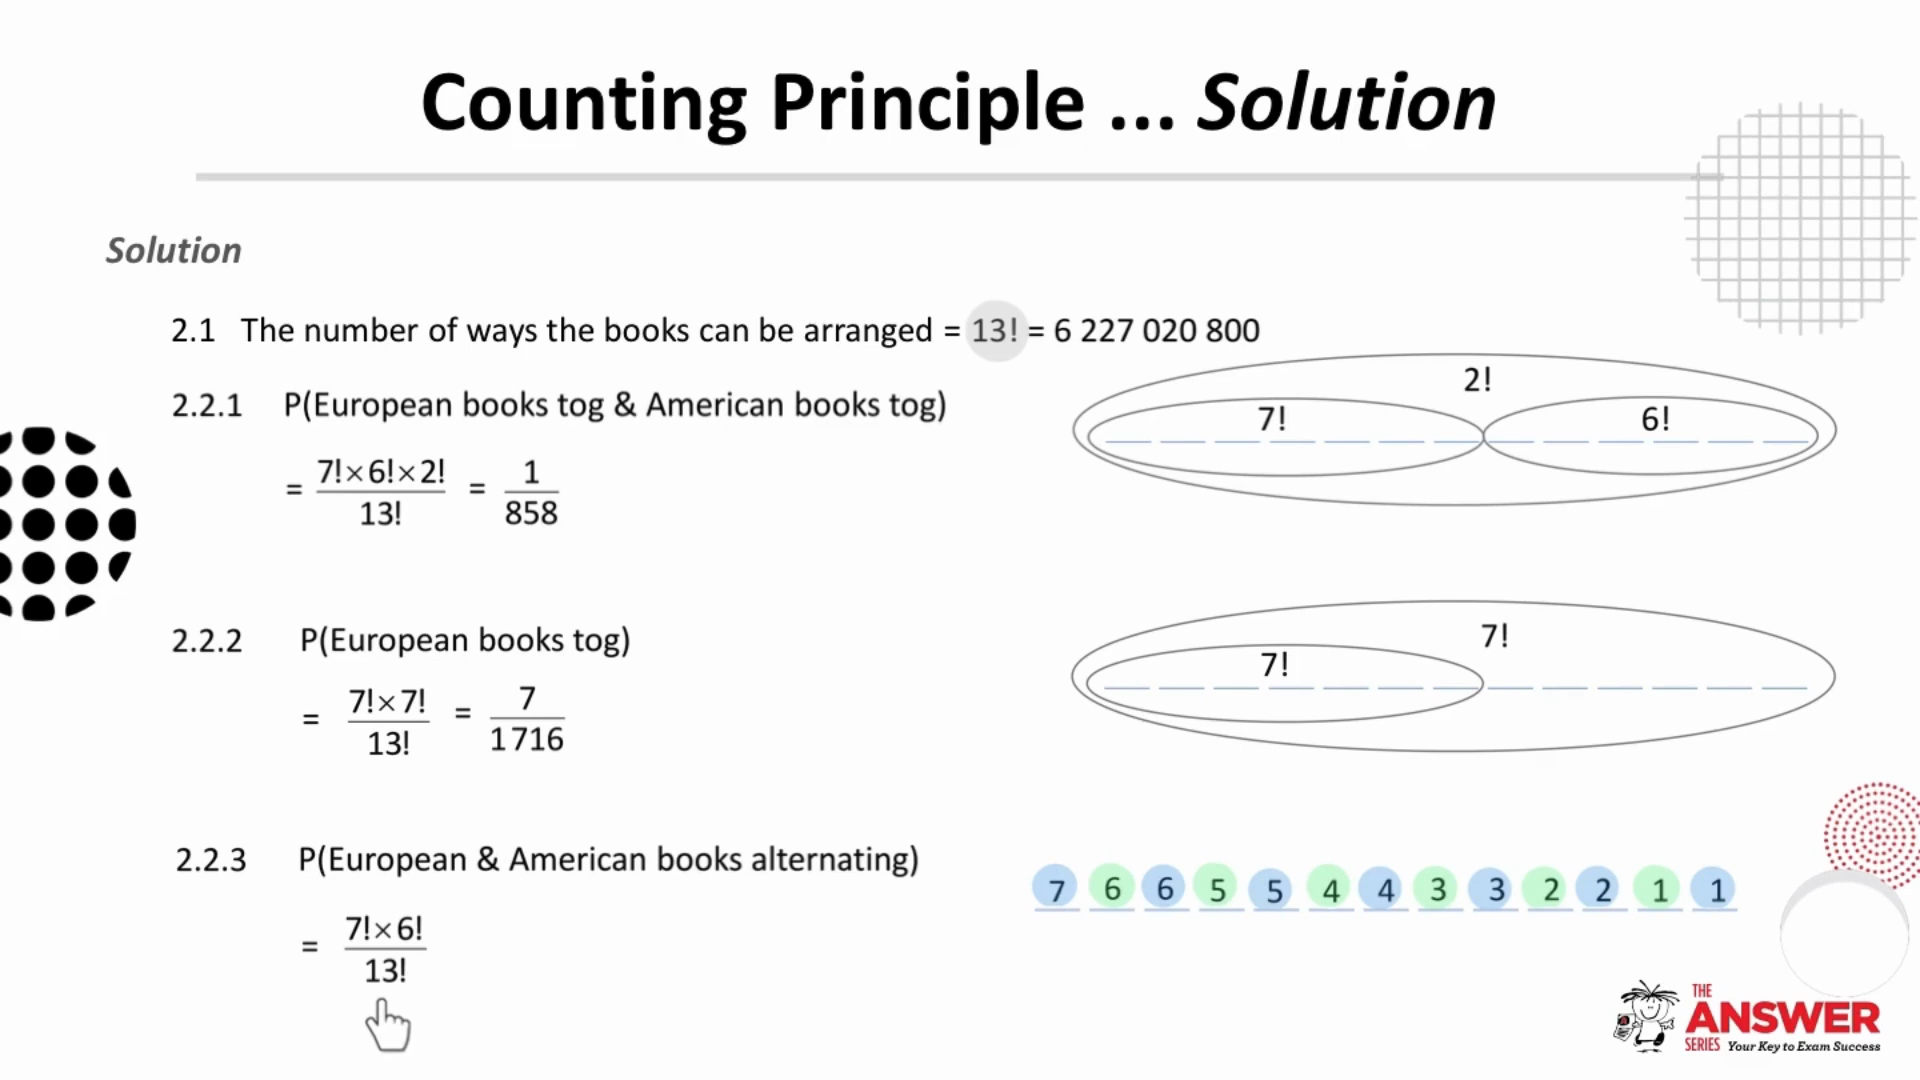 Counting Principle ... Solution
Solution
2.1 The number of ways the books can be arranged = 13! = 6 227 020 800
2.2.1 P(European books tog & American books tog)
= 7!×6!×2! / 13! = 1 / 858
2!
7! 6!
2.2.2 P(European books tog)
= 7!×7! / 13! = 7 / 1 716
7!
7!
2.2.3 P(European & American books alternating)
7 6 6 5 5 4 4 3 3 2 2 1 1
= 7!×6! / 13!
THE
ANSWER
SERIES Your Key to Exam Success